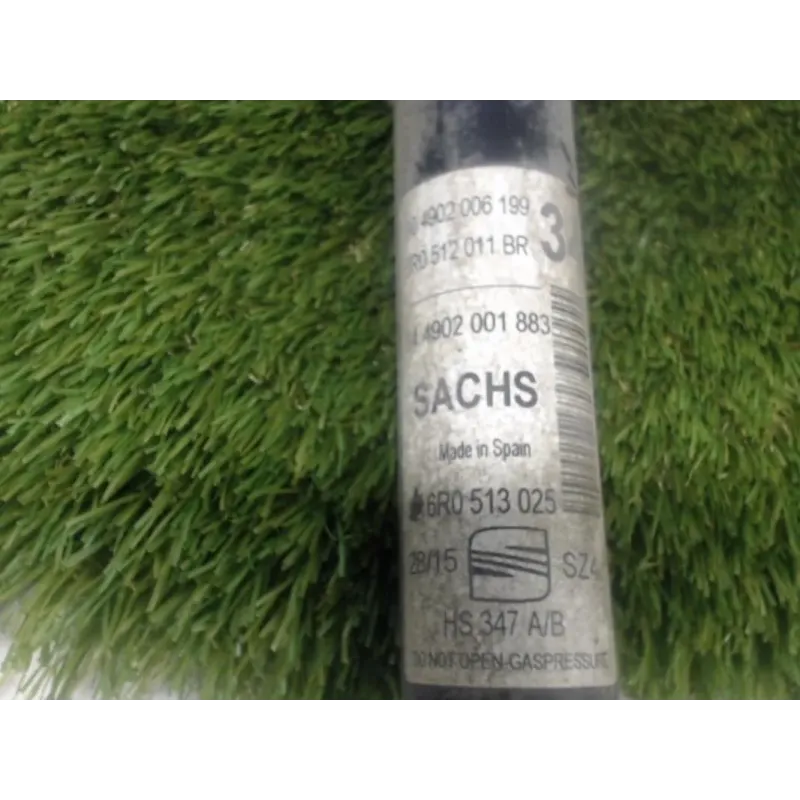 4902 006 199
R0 512 011 BR
3
4902 001 883
SACHS
Made in Spain
6R0 513 025
28/15 SZ4
HS 347 A/B
DO NOT OPEN-GASPRESSURE